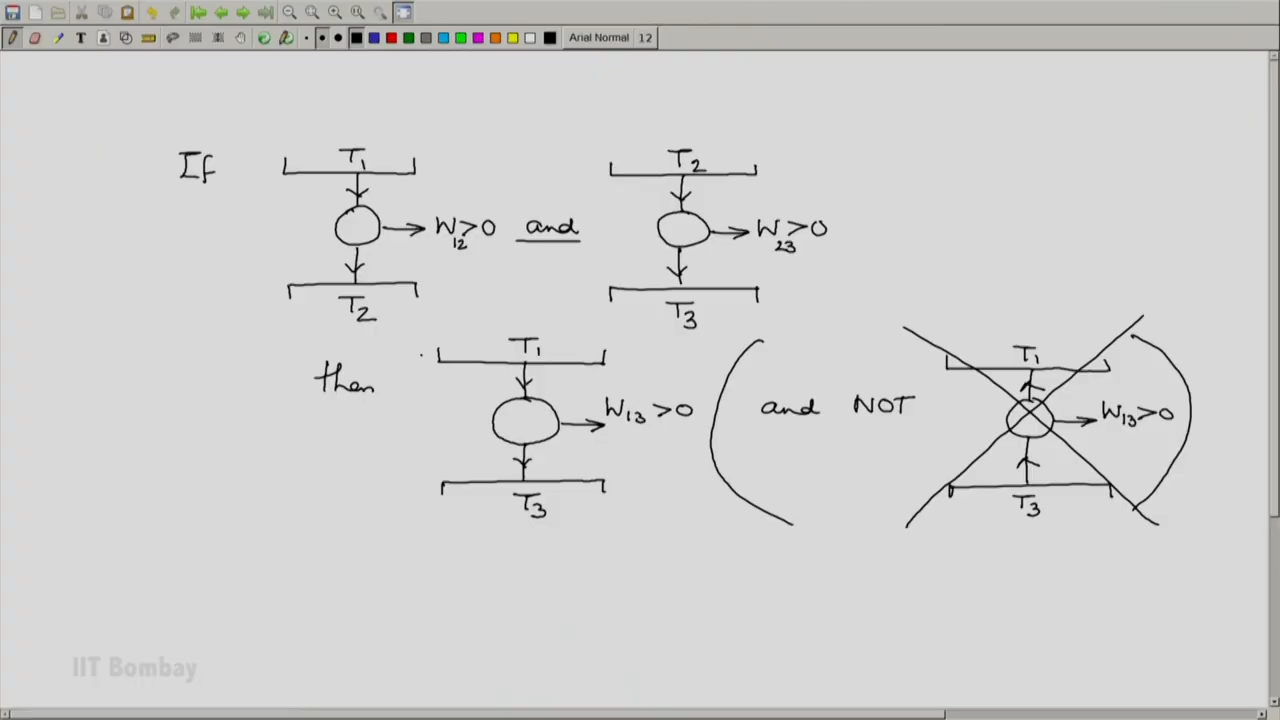 Arial Normal 12
If T₁ T₂
W₁₂>0 and W₂₃>0
T₂ T₃
then T₁ W₁₃>0 T₃ ( and NOT T₁ W₁₃>0 T₃ )
IIT Bombay